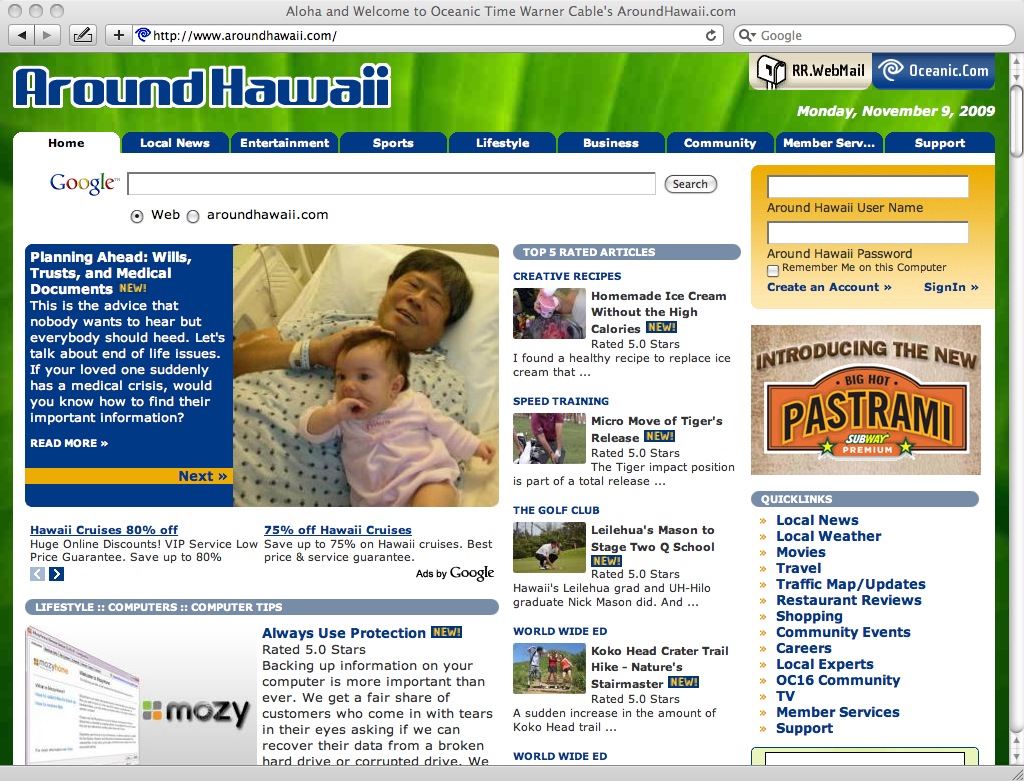 Aloha and Welcome to Oceanic Time Warner Cable's AroundHawaii.com
http://www.aroundhawaii.com/
Google
AroundHawaii
RR.WebMail
Oceanic.Com
Monday, November 9, 2009
Home
Local News
Entertainment
Sports
Lifestyle
Business
Community
Member Serv...
Support
Google™
Search
Web
aroundhawaii.com
Around Hawaii User Name
Around Hawaii Password
Remember Me on this Computer
Create an Account »
SignIn »
Planning Ahead: Wills,
Trusts, and Medical
Documents NEW!
This is the advice that
nobody wants to hear but
everybody should heed. Let's
talk about end of life issues.
If your loved one suddenly
has a medical crisis, would
you know how to find their
important information?
READ MORE »
Next »
Hawaii Cruises 80% off
Huge Online Discounts! VIP Service Low
Price Guarantee. Save up to 80%
75% off Hawaii Cruises
Save up to 75% on Hawaii cruises. Best
price & service guarantee.
Ads by Google
LIFESTYLE :: COMPUTERS :: COMPUTER TIPS
mozyhome
mozy
Always Use Protection NEW!
Rated 5.0 Stars
Backing up information on your
computer is more important than
ever. We get a fair share of
customers who come in with tears
in their eyes asking if we can
recover their data from a broken
hard drive or corrupted drive. We
TOP 5 RATED ARTICLES
CREATIVE RECIPES
Homemade Ice Cream
Without the High
Calories NEW!
Rated 5.0 Stars
I found a healthy recipe to replace ice
cream that ...
SPEED TRAINING
Micro Move of Tiger's
Release NEW!
Rated 5.0 Stars
The Tiger impact position
is part of a total release ...
THE GOLF CLUB
Leilehua's Mason to
Stage Two Q School
NEW!
Rated 5.0 Stars
Hawaii's Leilehua grad and UH-Hilo
graduate Nick Mason did. And ...
WORLD WIDE ED
Koko Head Crater Trail
Hike - Nature's
Stairmaster NEW!
Rated 5.0 Stars
A sudden increase in the amount of
Koko Head trail ...
WORLD WIDE ED
INTRODUCING THE NEW
BIG HOT
PASTRAMI
SUBWAY
PREMIUM
QUICKLINKS
» Local News
» Local Weather
» Movies
» Travel
» Traffic Map/Updates
» Restaurant Reviews
» Shopping
» Community Events
» Careers
» Local Experts
» OC16 Community
» TV
» Member Services
» Support